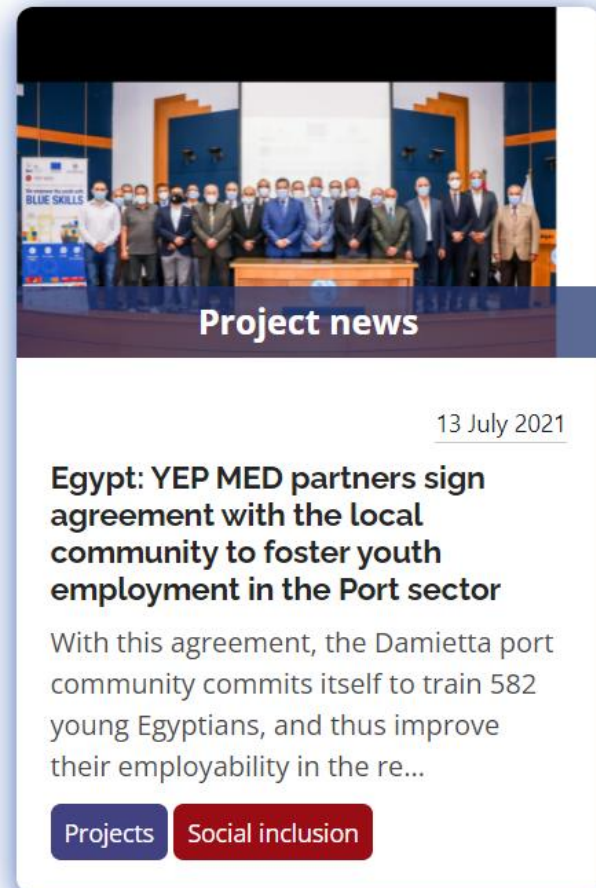 BLUE SKILLS
Project news
13 July 2021
Egypt: YEP MED partners sign
agreement with the local
community to foster youth
employment in the Port sector
With this agreement, the Damietta port
community commits itself to train 582
young Egyptians, and thus improve
their employability in the re...
Projects
Social inclusion